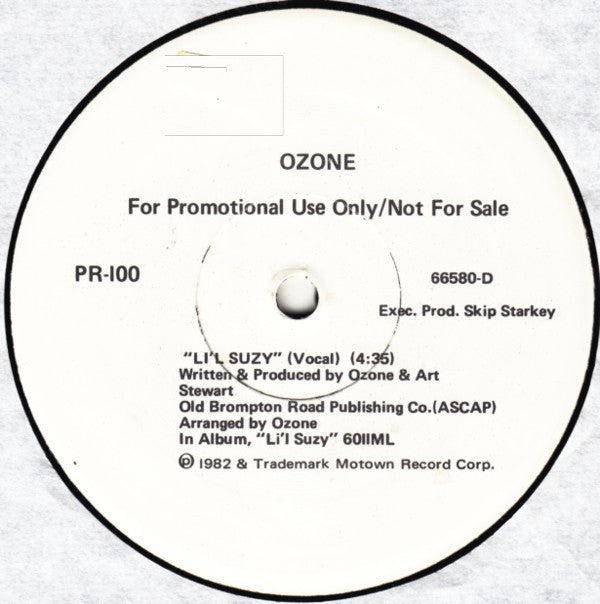 OZONE
For Promotional Use Only/Not For Sale
PR-100
66580-D
Exec. Prod. Skip Starkey
"LI'L SUZY" (Vocal) (4:35)
Written & Produced by Ozone & Art
Stewart
Old Brompton Road Publishing Co.(ASCAP)
Arranged by Ozone
In Album, "Li'l Suzy" 6011ML
℗ 1982 & Trademark Motown Record Corp.